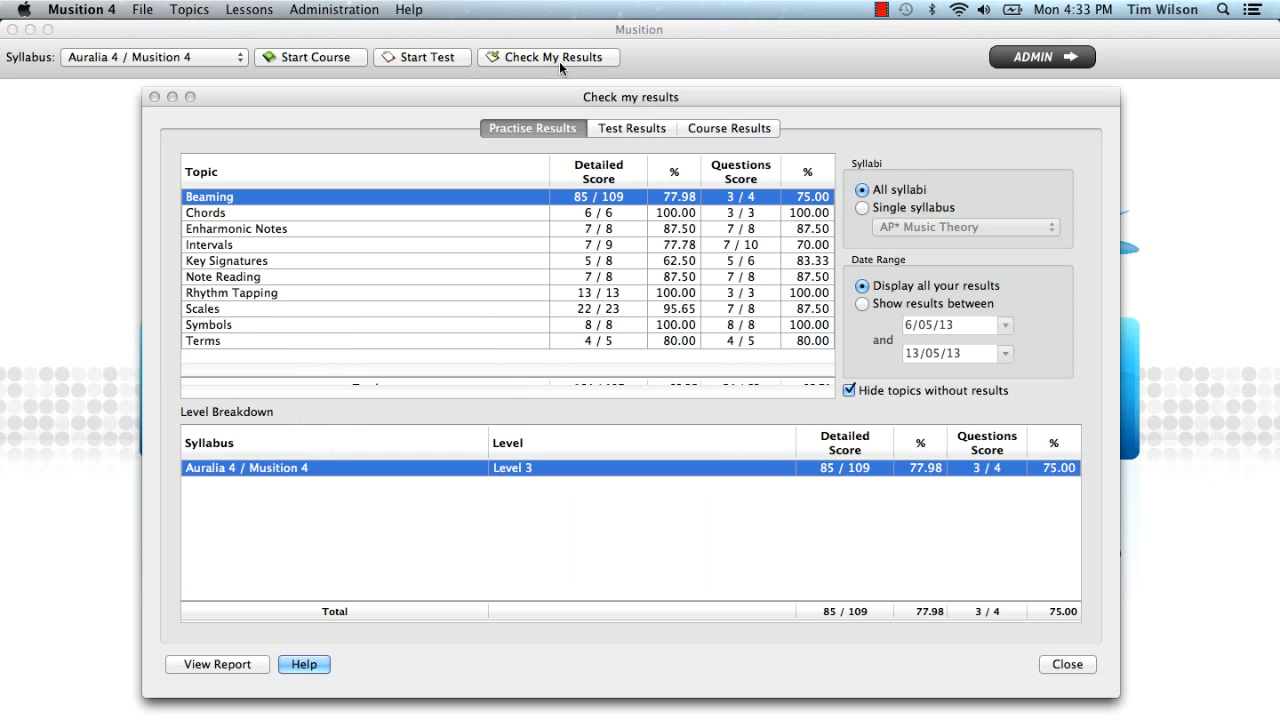 Musition 4 File Topics Lessons Administration Help Mon 4:33 PM Tim Wilson
Musition
Syllabus: Auralia 4 / Musition 4 Start Course Start Test Check My Results ADMIN
Check my results
Practise Results Test Results Course Results
Topic Detailed Score % Questions Score %
Beaming 85 / 109 77.98 3 / 4 75.00
Chords 6 / 6 100.00 3 / 3 100.00
Enharmonic Notes 7 / 8 87.50 7 / 8 87.50
Intervals 7 / 9 77.78 7 / 10 70.00
Key Signatures 5 / 8 62.50 5 / 6 83.33
Note Reading 7 / 8 87.50 7 / 8 87.50
Rhythm Tapping 13 / 13 100.00 3 / 3 100.00
Scales 22 / 23 95.65 7 / 8 87.50
Symbols 8 / 8 100.00 8 / 8 100.00
Terms 4 / 5 80.00 4 / 5 80.00
Syllabi
All syllabi
Single syllabus
AP* Music Theory
Date Range
Display all your results
Show results between
6/05/13
and
13/05/13
Hide topics without results
Level Breakdown
Syllabus Level Detailed Score % Questions Score %
Auralia 4 / Musition 4 Level 3 85 / 109 77.98 3 / 4 75.00
Total 85 / 109 77.98 3 / 4 75.00
View Report Help Close